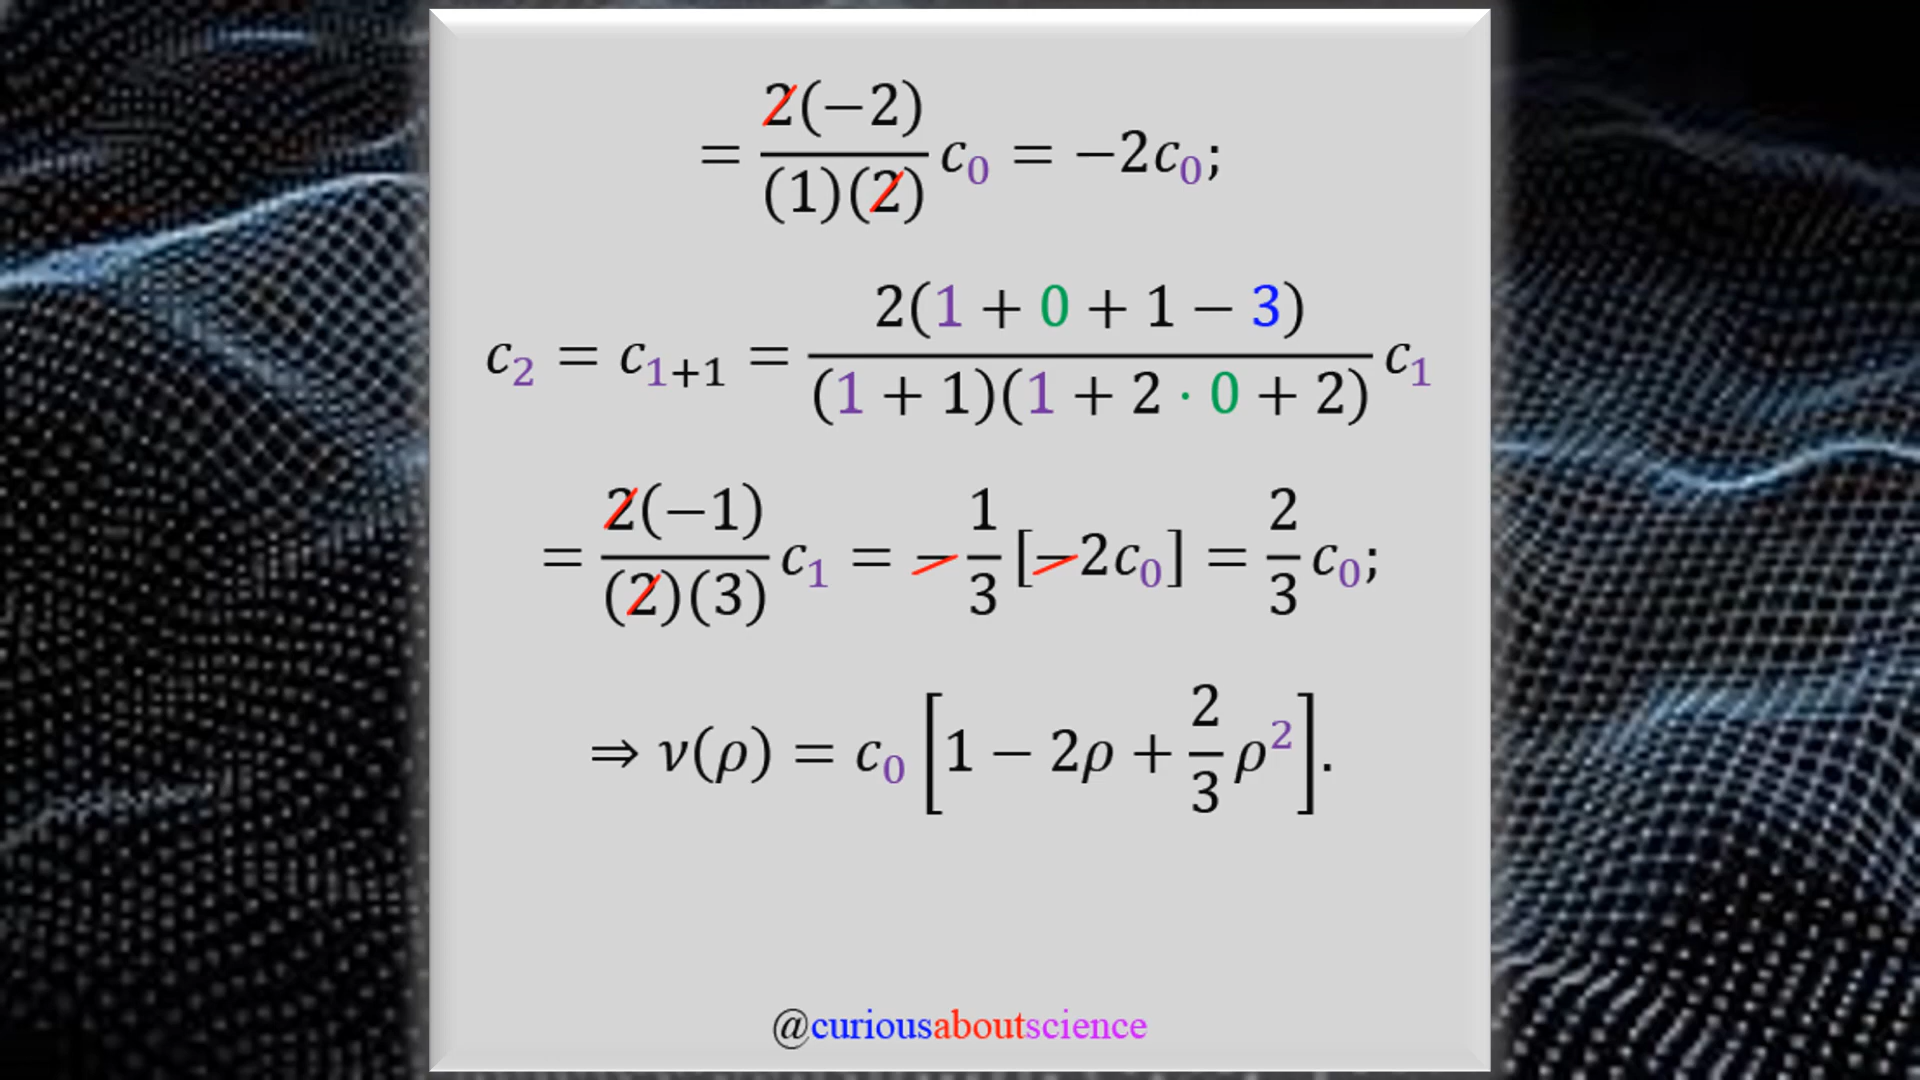 = 2(−2) / (1)(2) c₀ = −2c₀;
c₂ = c₁₊₁ = 2(1 + 0 + 1 − 3) / (1 + 1)(1 + 2 · 0 + 2) c₁
= 2(−1) / (2)(3) c₁ = − 1/3 [−2c₀] = 2/3 c₀;
⇒ ν(ρ) = c₀ [1 − 2ρ + 2/3 ρ²].
@curiousaboutscience